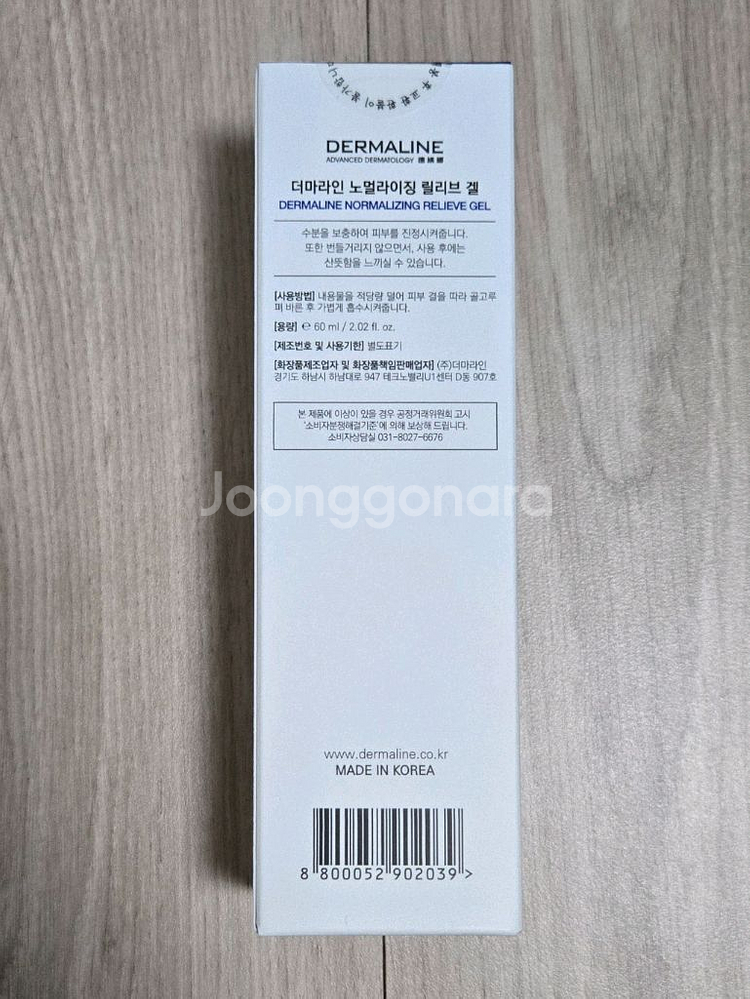 교환 환불이 불가합니다
DERMALINE
ADVANCED DERMATOLOGY
더마라인 노멀라이징 릴리브 겔
DERMALINE NORMALIZING RELIEVE GEL
수분을 보충하여 피부를 진정시켜줍니다.
또한 번들거리지 않으면서, 사용 후에는
산뜻함을 느끼실 수 있습니다.
[사용방법] 내용물을 적당량 덜어 피부 결을 따라 골고루
펴 바른 후 가볍게 흡수시켜줍니다.
[용량] ℮ 60 ml / 2.02 fl. oz.
[제조번호 및 사용기한] 별도표기
[화장품제조업자 및 화장품책임판매업자] (주)더마라인
경기도 하남시 하남대로 947 테크노밸리U1센터 D동 907호
본 제품에 이상이 있을 경우 공정거래위원회 고시
'소비자분쟁해결기준'에 의해 보상해 드립니다.
소비자상담실 031-8027-6676
Joonggonara
www.dermaline.co.kr
MADE IN KOREA
8 800052 902039 >